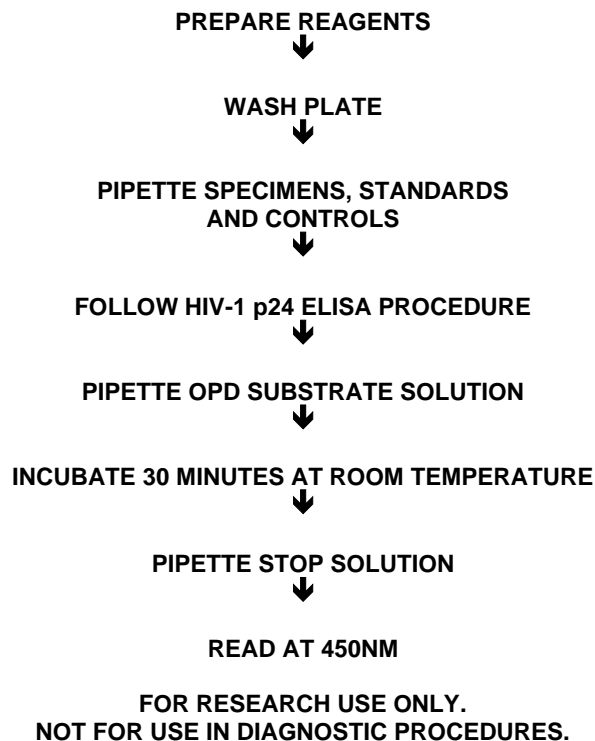 PREPARE REAGENTS
WASH PLATE
PIPETTE SPECIMENS, STANDARDS
AND CONTROLS
FOLLOW HIV-1 p24 ELISA PROCEDURE
PIPETTE OPD SUBSTRATE SOLUTION
INCUBATE 30 MINUTES AT ROOM TEMPERATURE
PIPETTE STOP SOLUTION
READ AT 450NM
FOR RESEARCH USE ONLY.
NOT FOR USE IN DIAGNOSTIC PROCEDURES.